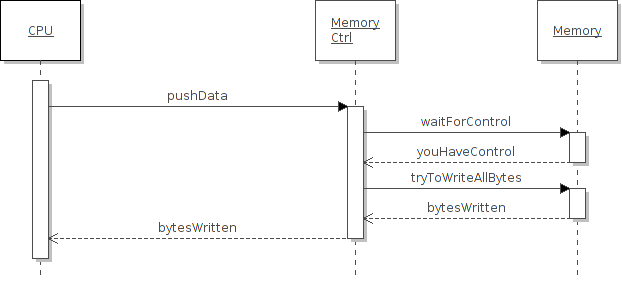 CPU
Memory
Ctrl
Memory
pushData
waitForControl
youHaveControl
tryToWriteAllBytes
bytesWritten
bytesWritten